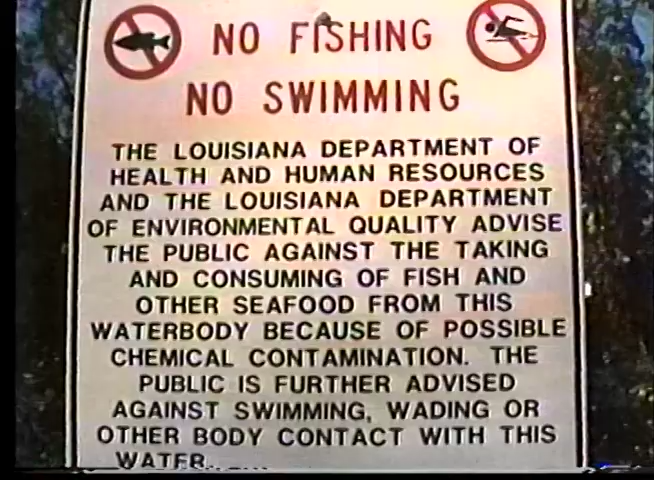 NO FISHING
NO SWIMMING
THE LOUISIANA DEPARTMENT OF
HEALTH AND HUMAN RESOURCES
AND THE LOUISIANA DEPARTMENT
OF ENVIRONMENTAL QUALITY ADVISE
THE PUBLIC AGAINST THE TAKING
AND CONSUMING OF FISH AND
OTHER SEAFOOD FROM THIS
WATERBODY BECAUSE OF POSSIBLE
CHEMICAL CONTAMINATION. THE
PUBLIC IS FURTHER ADVISED
AGAINST SWIMMING, WADING OR
OTHER BODY CONTACT WITH THIS
WATER.